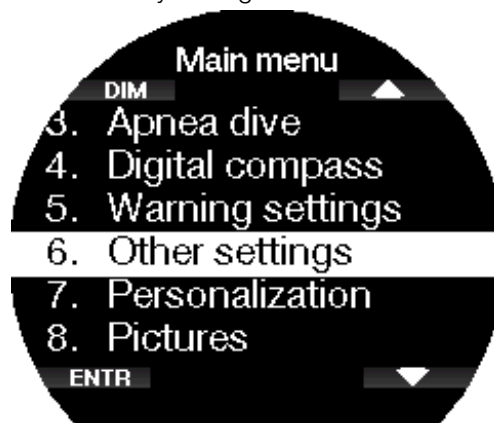 Main menu
DIM
3. Apnea dive
4. Digital compass
5. Warning settings
6. Other settings
7. Personalization
8. Pictures
ENTR